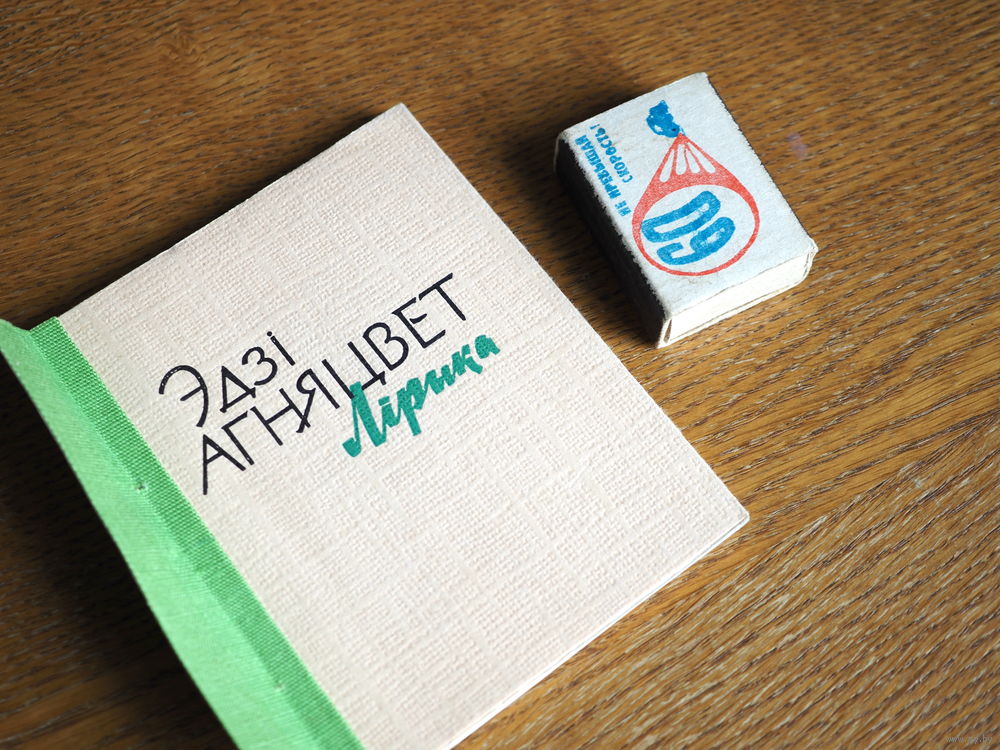 Эдзі
АГНЯЦВЕТ
Лірыка
НЕ ПРЕВЫШАЙ
СКОРОСТЬ!
60